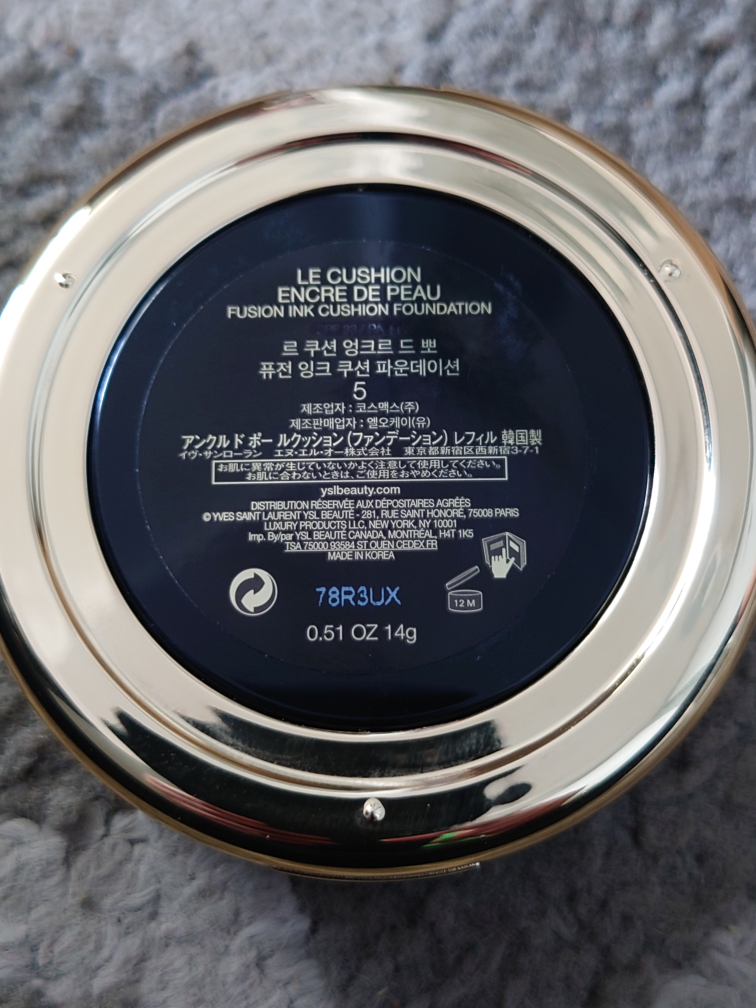 LE CUSHION
ENCRE DE PEAU
FUSION INK CUSHION FOUNDATION
르 쿠션 엉크르 드 뽀
퓨전 잉크 쿠션 파운데이션
5
제조업자 : 코스맥스(주)
제조판매업자 : 엘오케이(유)
アンクルド ポー ルクッション (ファンデーション) レフィル 韓国製
イヴ・サンローラン エヌ・エル・オー株式会社 東京都新宿区西新宿3-7-1
お肌に異常が生じていないかよく注意して使用してください。
お肌に合わないときは、ご使用をおやめください。
yslbeauty.com
DISTRIBUTION RÉSERVÉE AUX DÉPOSITAIRES AGRÉÉS
© YVES SAINT LAURENT YSL BEAUTÉ - 281, RUE SAINT HONORÉ, 75008 PARIS
LUXURY PRODUCTS LLC, NEW YORK, NY 10001
Imp. By/par YSL BEAUTÉ CANADA, MONTRÉAL, H4T 1K5
TSA 75000 93584 ST OUEN CEDEX FR
MADE IN KOREA
78R3UX
12 M
0.51 OZ 14g